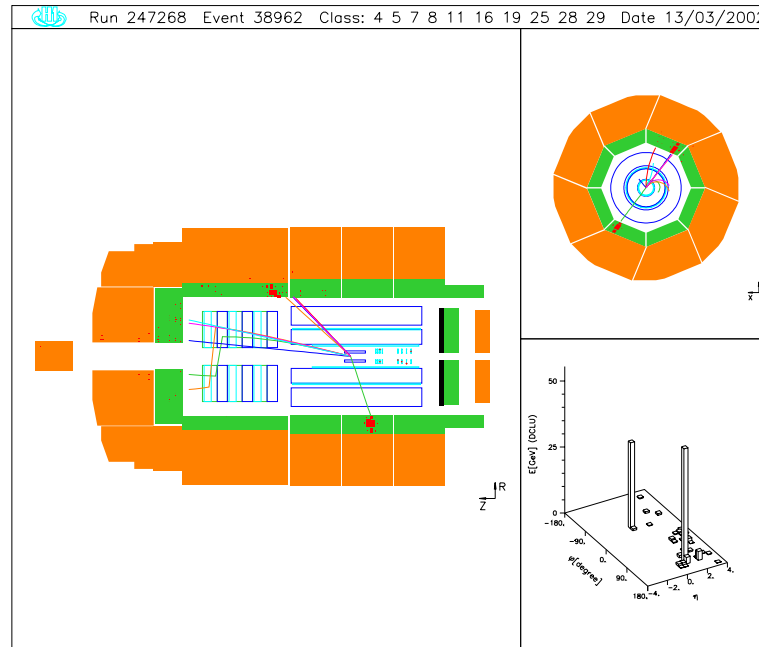 Run 247268 Event 38962 Class: 4 5 7 8 11 16 19 25 28 29 Date 13/03/2002
R
Z
x
E[GeV] (DCLU)
50
25
0
-180.
-90.
0.
90.
180.
φ[degree]
-4.
-2.
0.
2.
4.
η